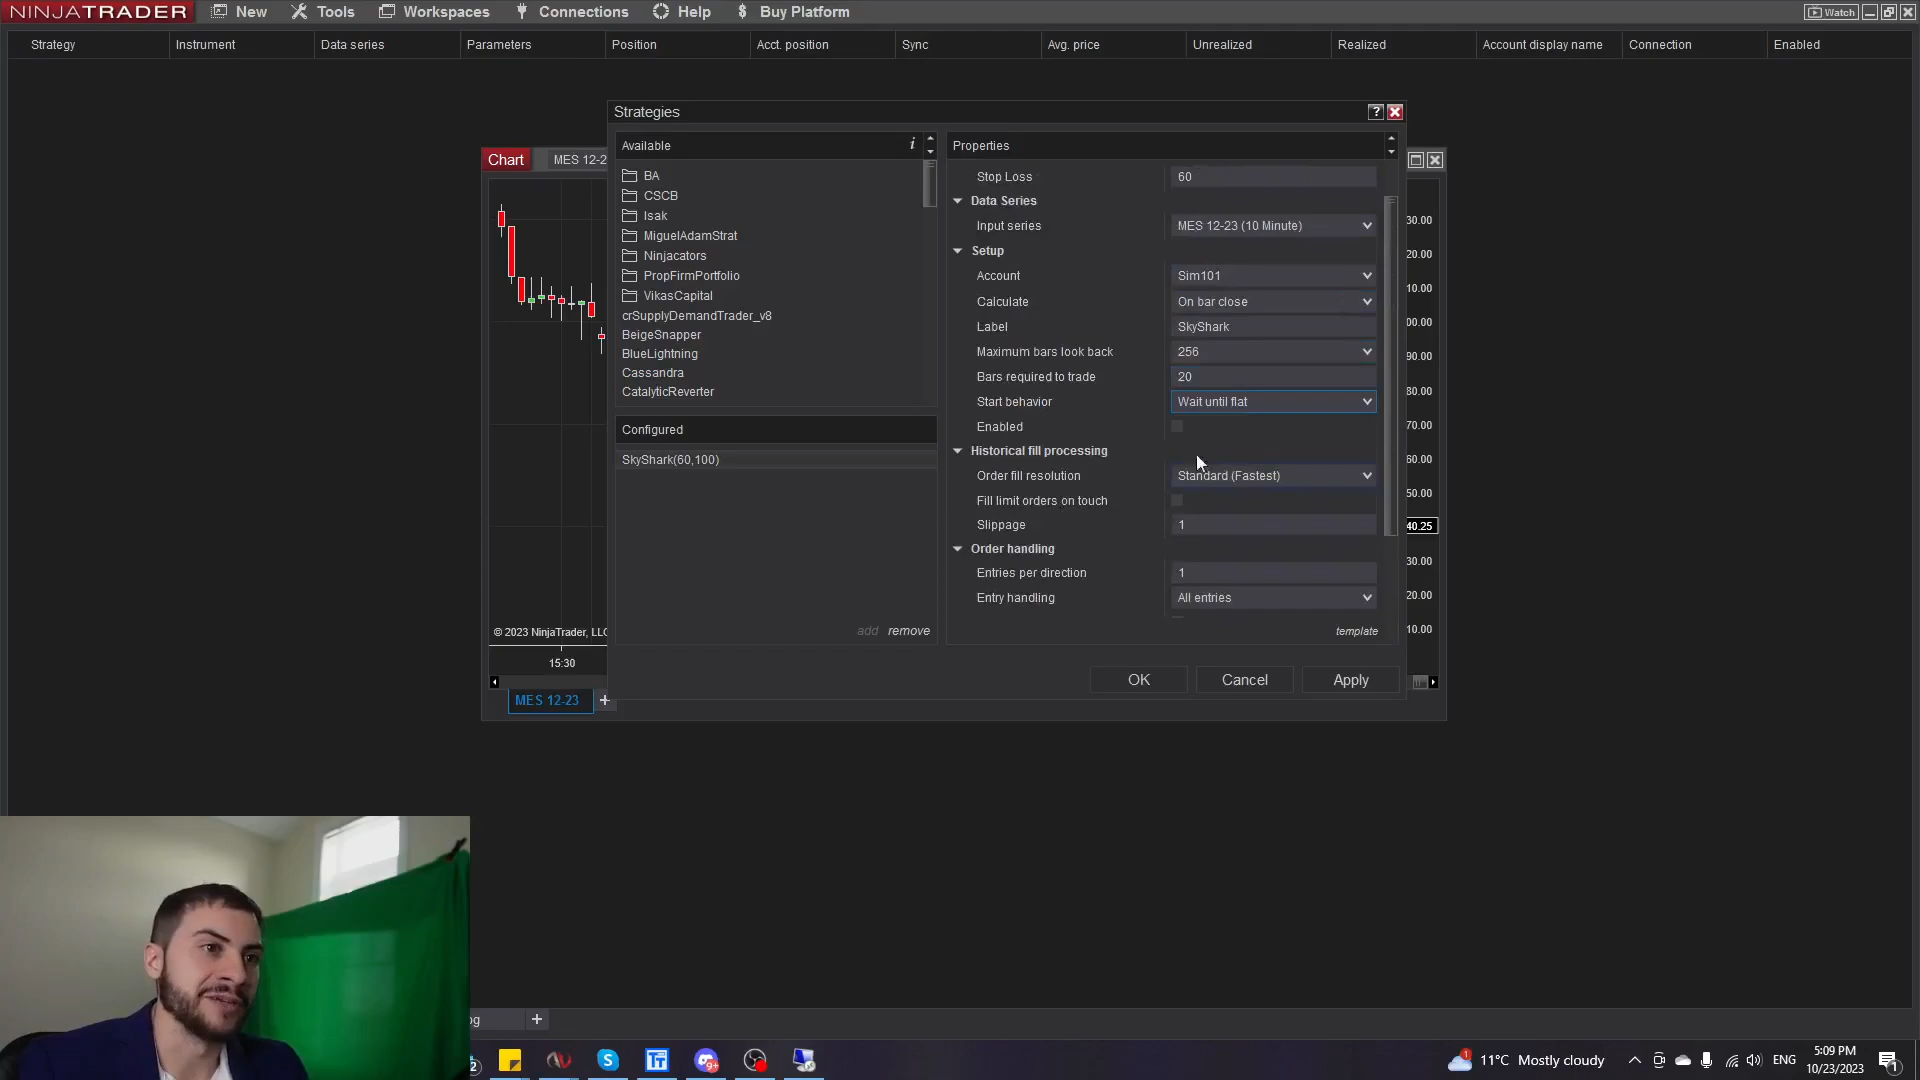 NINJATRADER New Tools Workspaces Connections Help Buy Platform Watch
Strategy Instrument Data series Parameters Position Acct. position Sync Avg. price Unrealized Realized Account display name Connection Enabled
Chart MES 12-2
Strategies ?
Available i
BA
CSCB
Isak
MiguelAdamStrat
Ninjacators
PropFirmPortfolio
VikasCapital
crSupplyDemandTrader_v8
BeigeSnapper
BlueLightning
Cassandra
CatalyticReverter
Configured
SkyShark(60,100)
add remove
Properties
Stop Loss 60
Data Series
Input series MES 12-23 (10 Minute)
Setup
Account Sim101
Calculate On bar close
Label SkyShark
Maximum bars look back 256
Bars required to trade 20
Start behavior Wait until flat
Enabled
Historical fill processing
Order fill resolution Standard (Fastest)
Fill limit orders on touch
Slippage 1
Order handling
Entries per direction 1
Entry handling All entries
template
OK Cancel Apply
30.00
20.00
10.00
00.00
90.00
80.00
70.00
60.00
50.00
40.25
30.00
20.00
10.00
© 2023 NinjaTrader, LLC
15:30
MES 12-23 +
og +
2
9+
1 11°C Mostly cloudy ENG 5:09 PM
10/23/2023 1